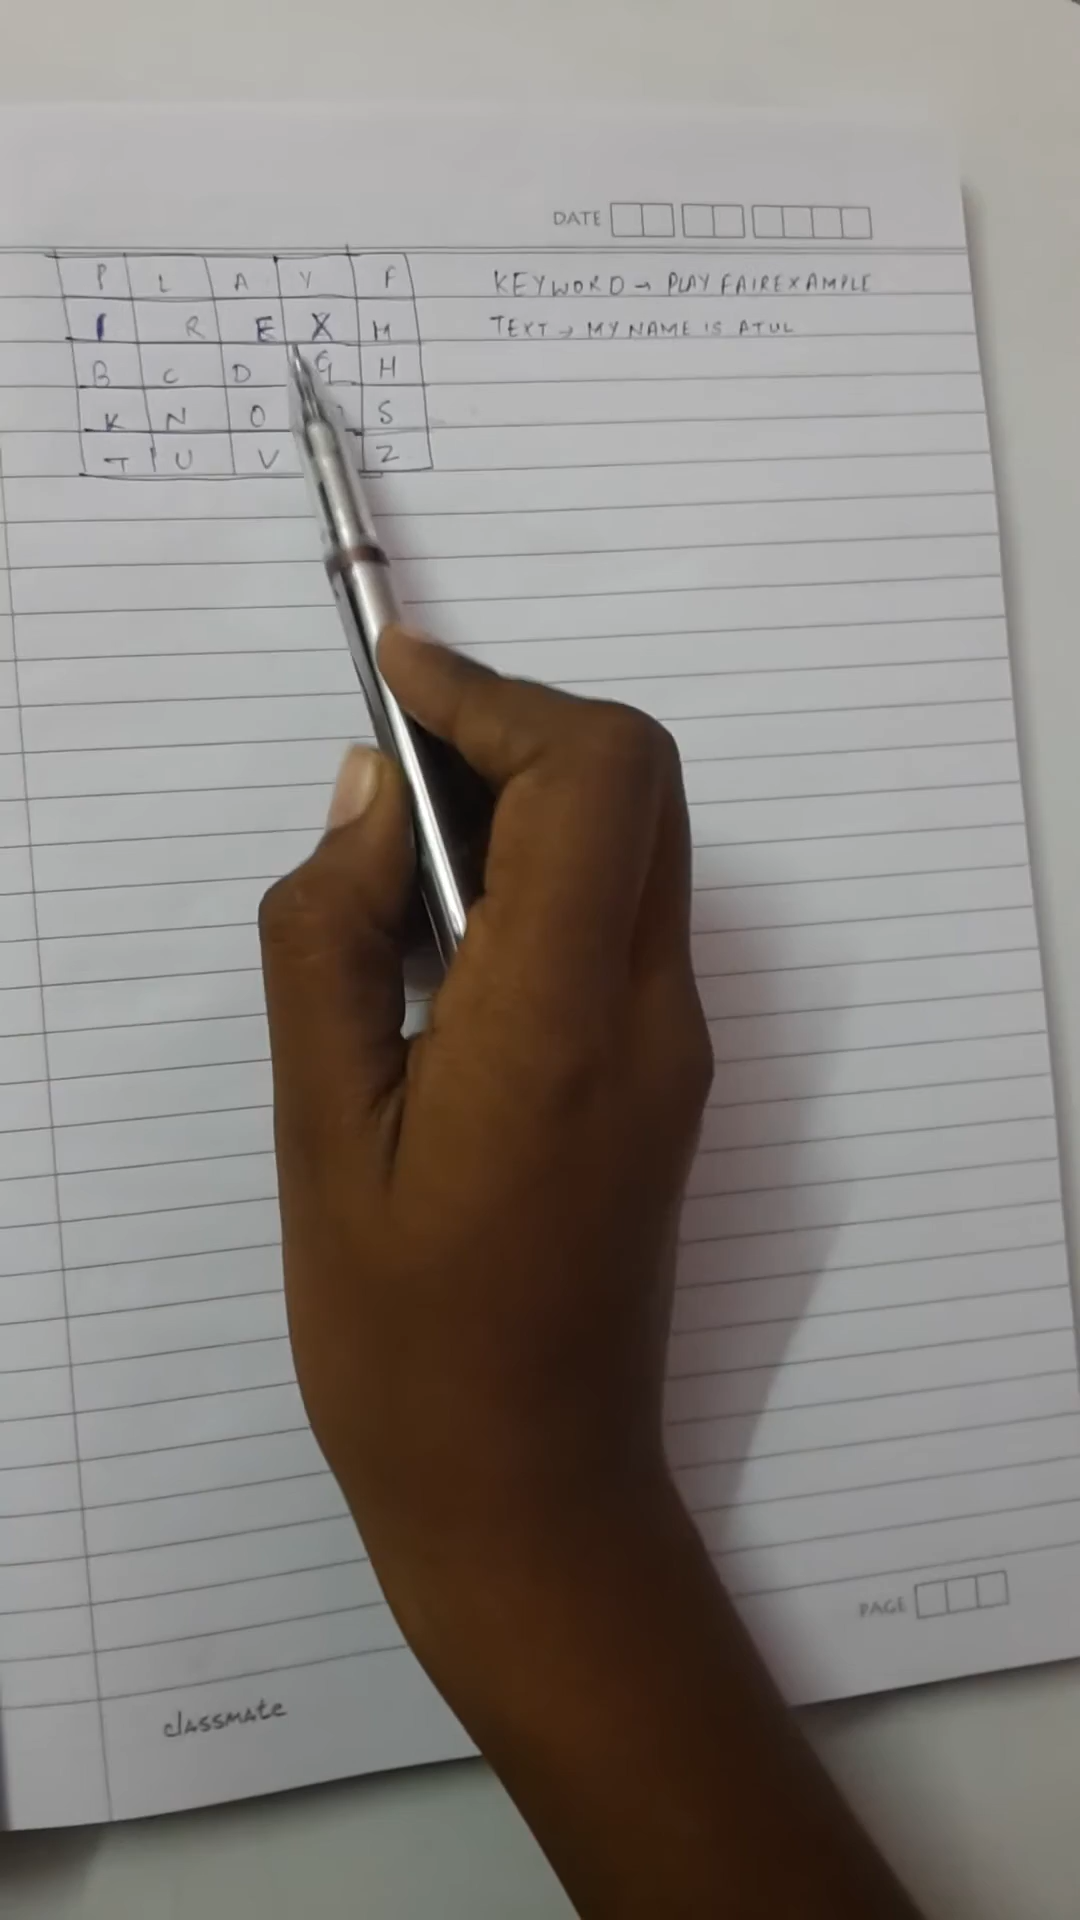 DATE
P L A Y F
I R E X M
B C D G H
K N O S
T U V Z
KEYWORD → PLAY FAIREXAMPLE
TEXT → MY NAME IS ATUL
PAGE
classmate